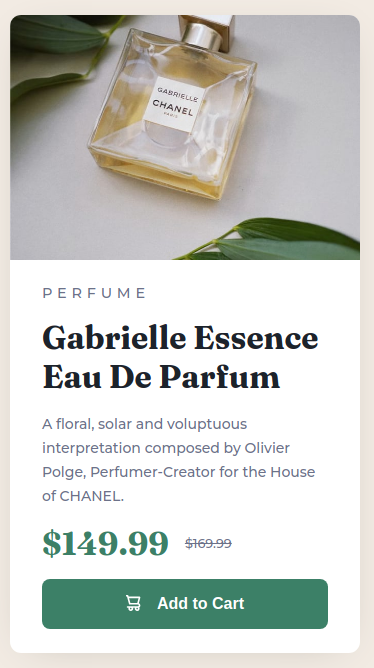 GABRIELLE
CHANEL
PARIS
PERFUME
Gabrielle Essence
Eau De Parfum
A floral, solar and voluptuous
interpretation composed by Olivier
Polge, Perfumer-Creator for the House
of CHANEL.
$149.99 $169.99
Add to Cart